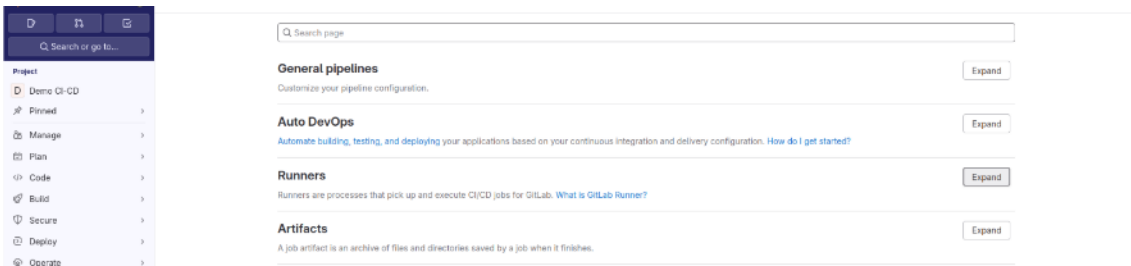 Search or go to...
Project
D Demo CI-CD
Pinned
Manage
Plan
Code
Build
Secure
Deploy
Operate
Search page
General pipelines
Expand
Customize your pipeline configuration.
Auto DevOps
Expand
Automate building, testing, and deploying your applications based on your continuous integration and delivery configuration. How do I get started?
Runners
Expand
Runners are processes that pick up and execute CI/CD jobs for GitLab. What is GitLab Runner?
Artifacts
Expand
A job artifact is an archive of files and directories saved by a job when it finishes.